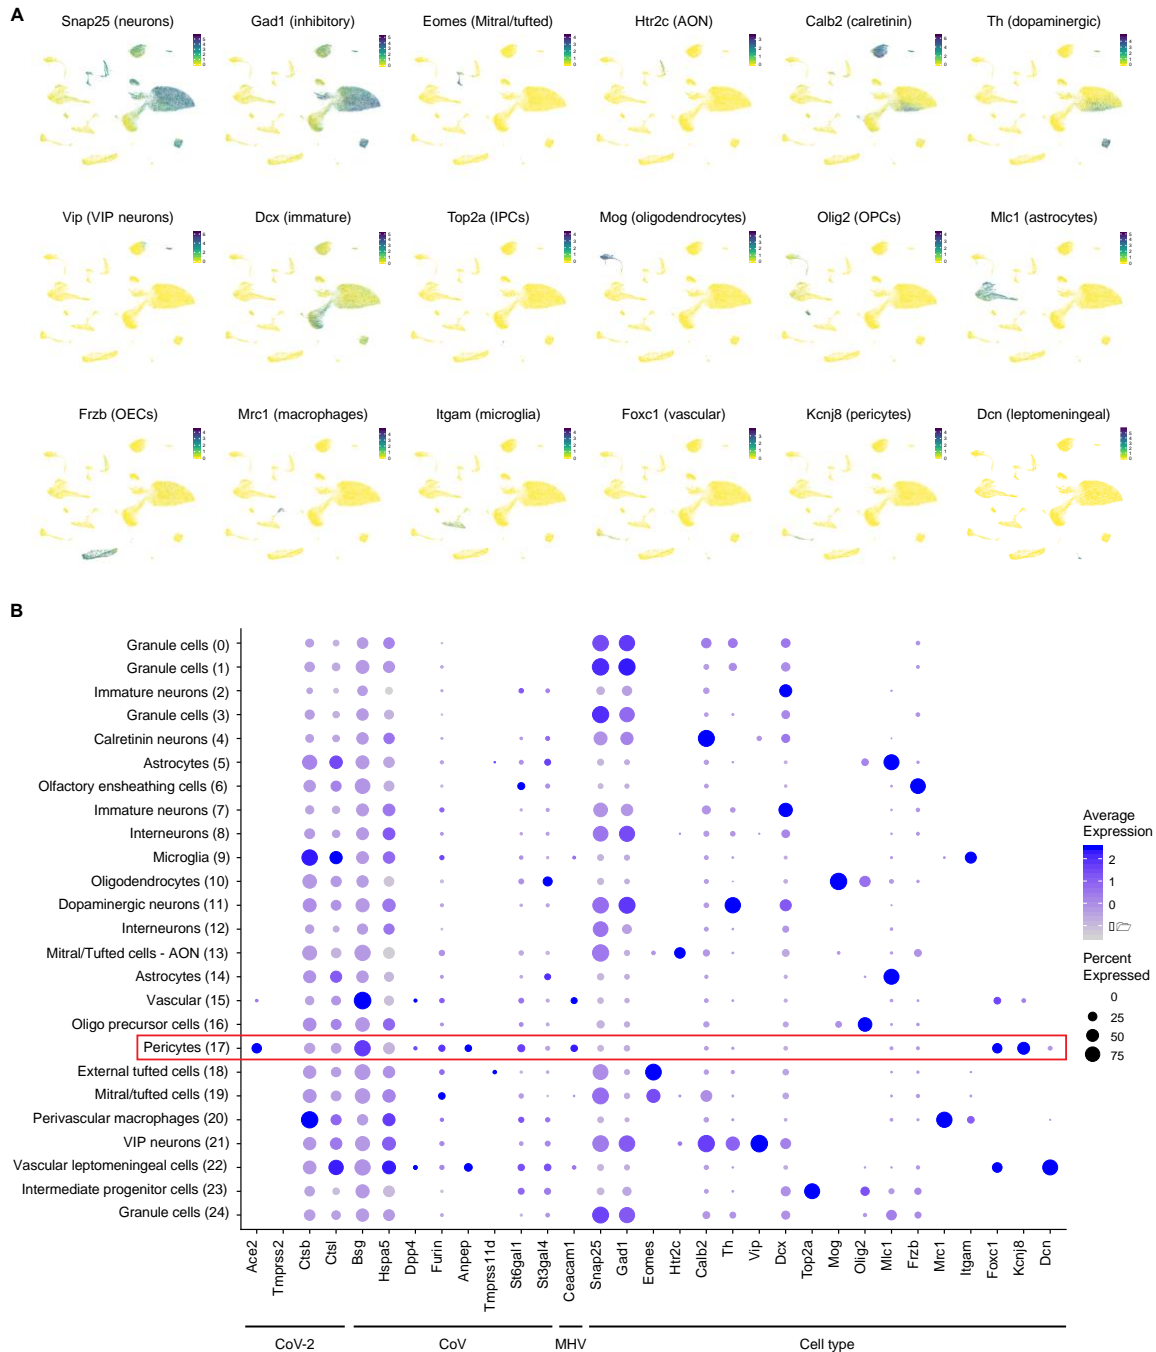 A
Snap25 (neurons)
Gad1 (inhibitory)
Eomes (Mitral/tufted)
Htr2c (AON)
Calb2 (calretinin)
Th (dopaminergic)
Vip (VIP neurons)
Dcx (immature)
Top2a (IPCs)
Mog (oligodendrocytes)
Olig2 (OPCs)
Mlc1 (astrocytes)
Frzb (OECs)
Mrc1 (macrophages)
Itgam (microglia)
Foxc1 (vascular)
Kcnj8 (pericytes)
Dcn (leptomeningeal)
B
Granule cells (0)
Granule cells (1)
Immature neurons (2)
Granule cells (3)
Calretinin neurons (4)
Astrocytes (5)
Olfactory ensheathing cells (6)
Immature neurons (7)
Interneurons (8)
Microglia (9)
Oligodendrocytes (10)
Dopaminergic neurons (11)
Interneurons (12)
Mitral/Tufted cells - AON (13)
Astrocytes (14)
Vascular (15)
Oligo precursor cells (16)
Pericytes (17)
External tufted cells (18)
Mitral/tufted cells (19)
Perivascular macrophages (20)
VIP neurons (21)
Vascular leptomeningeal cells (22)
Intermediate progenitor cells (23)
Granule cells (24)
Average
Expression
2
1
0
Percent
Expressed
0
25
50
75
Ace2
Tmprss2
Ctsb
Ctsl
Bsg
Hspa5
Dpp4
Furin
Anpep
Tmprss11d
St6gal1
St3gal4
Ceacam1
Snap25
Gad1
Eomes
Htr2c
Calb2
Th
Vip
Dcx
Top2a
Mog
Olig2
Mlc1
Frzb
Mrc1
Itgam
Foxc1
Kcnj8
Dcn
CoV-2
CoV
MHV
Cell type